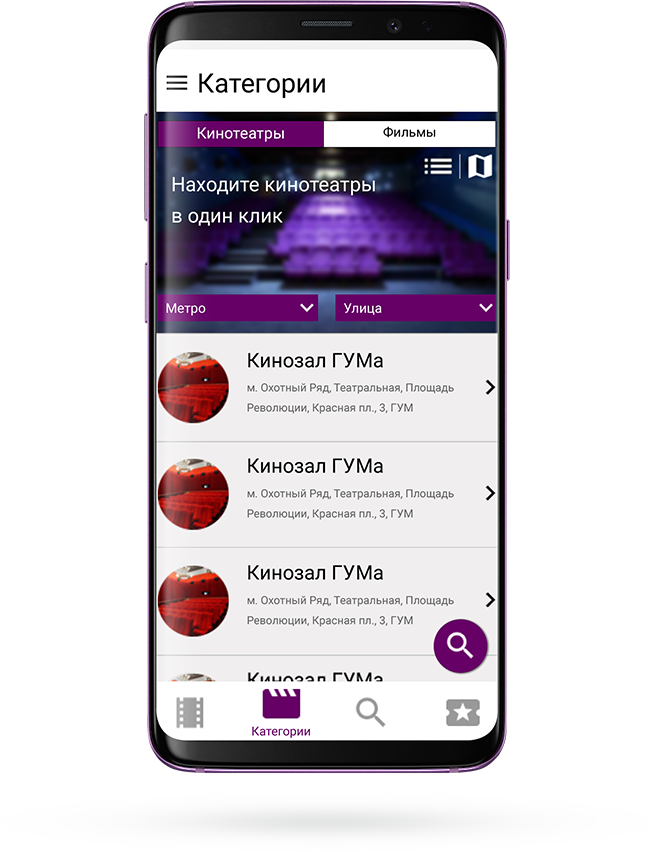 Категории
Кинотеатры
Фильмы
Находите кинотеатры
в один клик
Метро
Улица
Кинозал ГУМа
м. Охотный Ряд, Театральная, Площадь
Революции, Красная пл., 3, ГУМ
Кинозал ГУМа
м. Охотный Ряд, Театральная, Площадь
Революции, Красная пл., 3, ГУМ
Кинозал ГУМа
м. Охотный Ряд, Театральная, Площадь
Революции, Красная пл., 3, ГУМ
Кинозал ГУМа
Категории